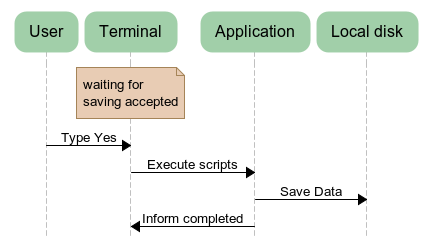 User
Terminal
Application
Local disk
waiting for
saving accepted
Type Yes
Execute scripts
Save Data
Inform completed